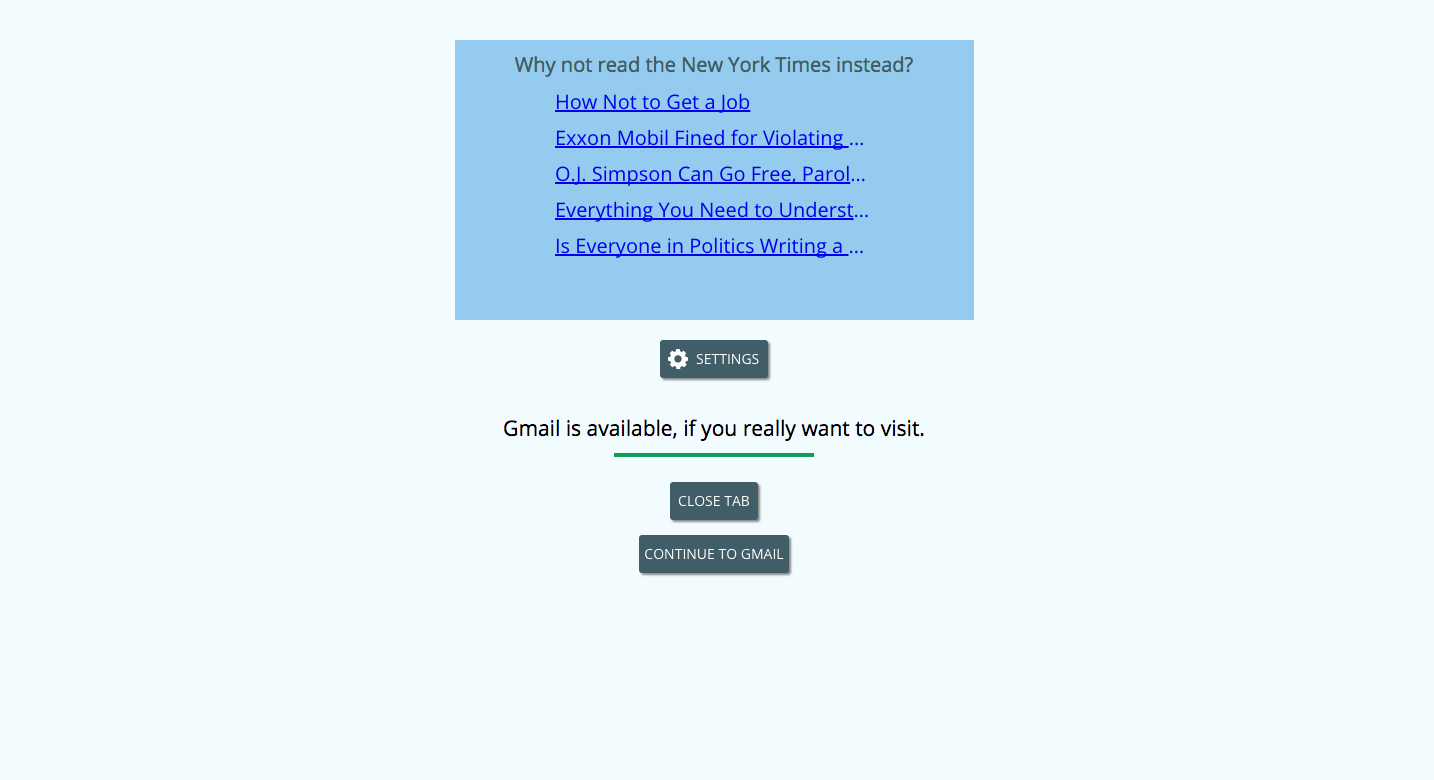 Why not read the New York Times instead?
How Not to Get a Job
Exxon Mobil Fined for Violating ...
O.J. Simpson Can Go Free, Parol...
Everything You Need to Underst...
Is Everyone in Politics Writing a ...
SETTINGS
Gmail is available, if you really want to visit.
CLOSE TAB
CONTINUE TO GMAIL